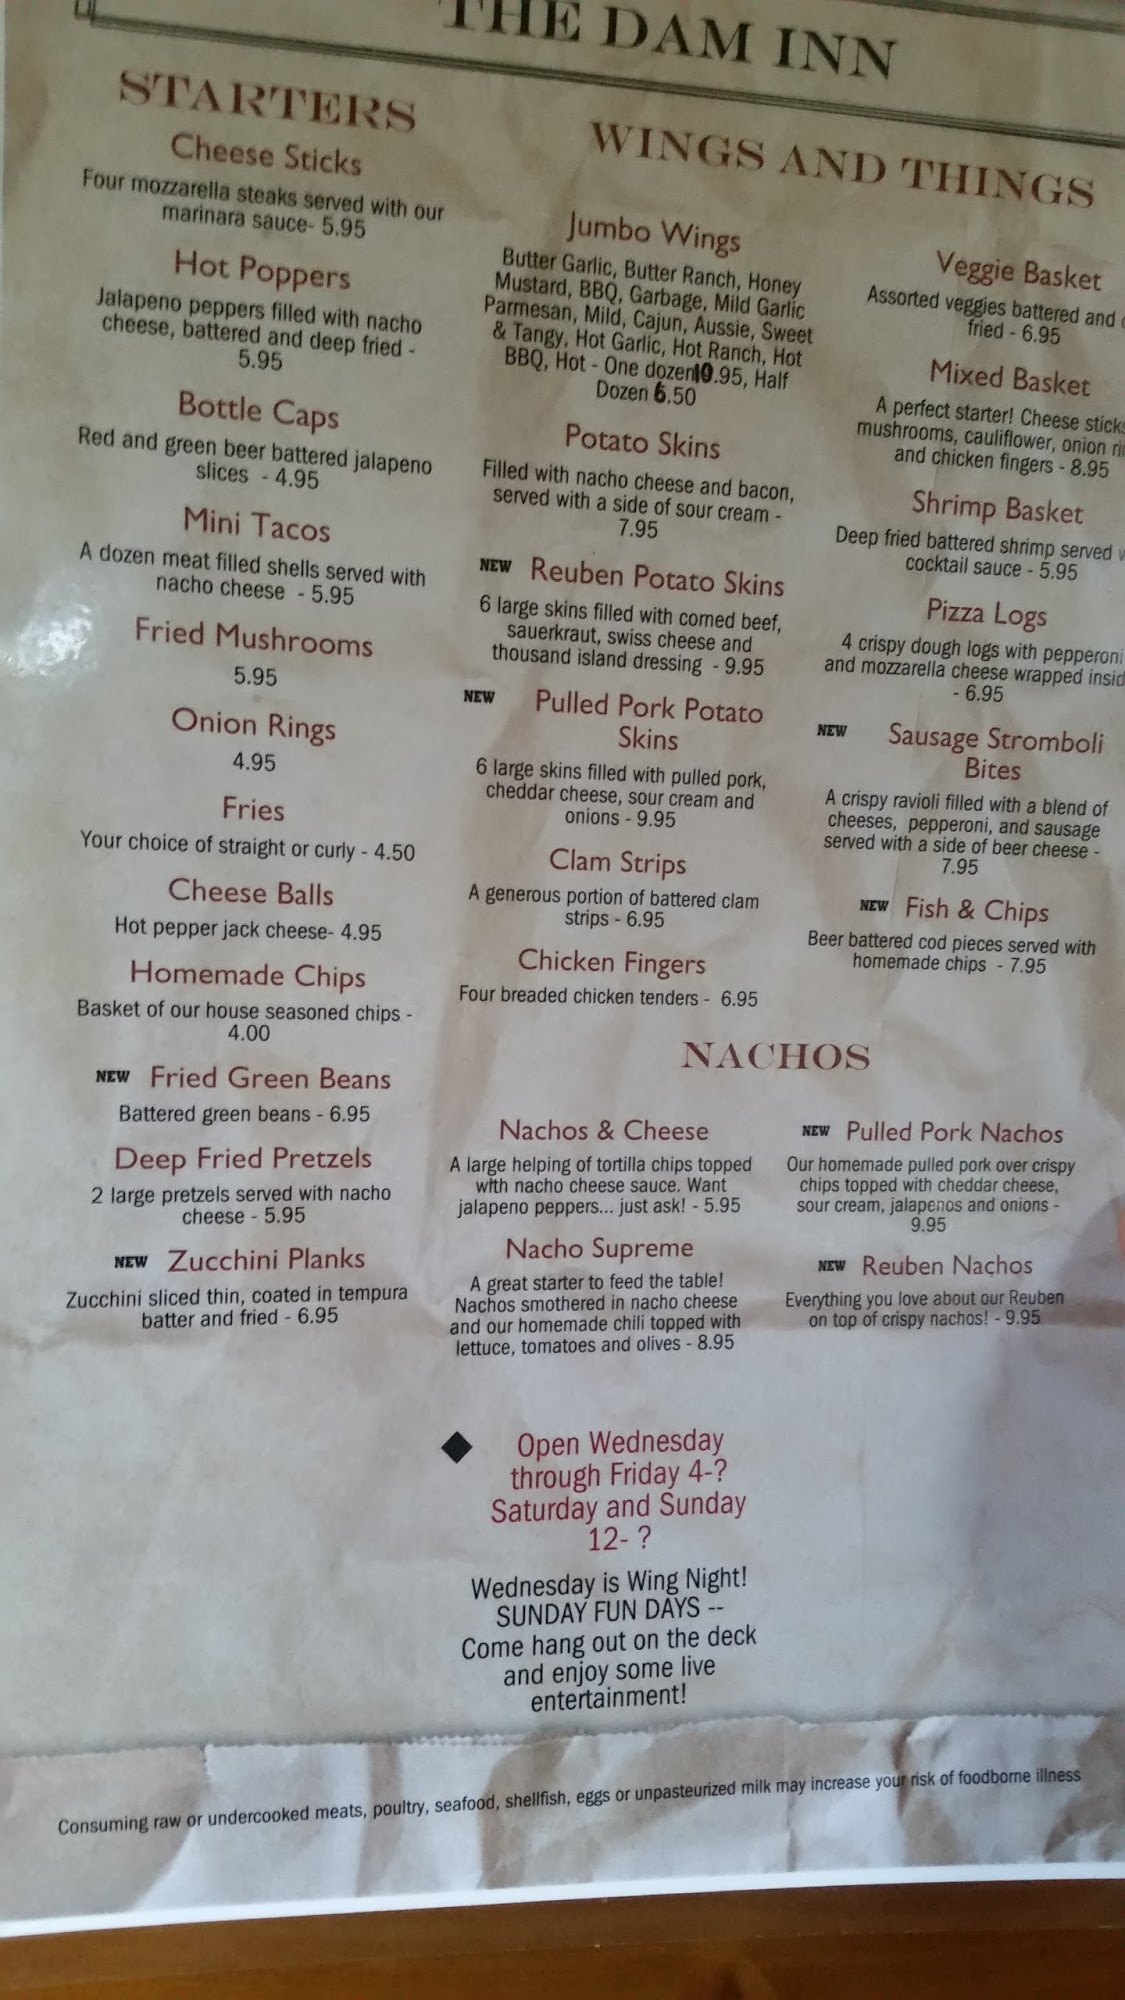 THE DAM INN
STARTERS
Cheese Sticks
Four mozzarella steaks served with our
marinara sauce- 5.95
Hot Poppers
Jalapeno peppers filled with nacho
cheese, battered and deep fried -
5.95
Bottle Caps
Red and green beer battered jalapeno
slices - 4.95
Mini Tacos
A dozen meat filled shells served with
nacho cheese - 5.95
Fried Mushrooms
5.95
Onion Rings
4.95
Fries
Your choice of straight or curly - 4.50
Cheese Balls
Hot pepper jack cheese- 4.95
Homemade Chips
Basket of our house seasoned chips -
4.00
NEW Fried Green Beans
Battered green beans - 6.95
Deep Fried Pretzels
2 large pretzels served with nacho
cheese - 5.95
NEW Zucchini Planks
Zucchini sliced thin, coated in tempura
batter and fried - 6.95
WINGS AND THINGS
Jumbo Wings
Butter Garlic, Butter Ranch, Honey
Mustard, BBQ, Garbage, Mild Garlic
Parmesan, Mild, Cajun, Aussie, Sweet
& Tangy, Hot Garlic, Hot Ranch, Hot
BBQ, Hot - One dozen10.95, Half
Dozen 6.50
Potato Skins
Filled with nacho cheese and bacon,
served with a side of sour cream -
7.95
NEW Reuben Potato Skins
6 large skins filled with corned beef,
sauerkraut, swiss cheese and
thousand island dressing - 9.95
NEW Pulled Pork Potato
Skins
6 large skins filled with pulled pork,
cheddar cheese, sour cream and
onions - 9.95
Clam Strips
A generous portion of battered clam
strips - 6.95
Chicken Fingers
Four breaded chicken tenders - 6.95
Veggie Basket
Assorted veggies battered and
fried - 6.95
Mixed Basket
A perfect starter! Cheese sticks
mushrooms, cauliflower, onion
and chicken fingers - 8.95
Shrimp Basket
Deep fried battered shrimp served
cocktail sauce - 5.95
Pizza Logs
4 crispy dough logs with pepperoni
and mozzarella cheese wrapped insid
- 6.95
NEW Sausage Stromboli
Bites
A crispy ravioli filled with a blend of
cheeses, pepperoni, and sausage
served with a side of beer cheese -
7.95
NEW Fish & Chips
Beer battered cod pieces served with
homemade chips - 7.95
NACHOS
Nachos & Cheese
A large helping of tortilla chips topped
with nacho cheese sauce. Want
jalapeno peppers... just ask! - 5.95
Nacho Supreme
A great starter to feed the table!
Nachos smothered in nacho cheese
and our homemade chili topped with
lettuce, tomatoes and olives - 8.95
NEW Pulled Pork Nachos
Our homemade pulled pork over crispy
chips topped with cheddar cheese,
sour cream, jalapenos and onions -
9.95
NEW Reuben Nachos
Everything you love about our Reuben
on top of crispy nachos! - 9.95
Open Wednesday
through Friday 4-?
Saturday and Sunday
12- ?
Wednesday is Wing Night!
SUNDAY FUN DAYS --
Come hang out on the deck
and enjoy some live
entertainment!
Consuming raw or undercooked meats, poultry, seafood, shellfish, eggs or unpasteurized milk may increase your risk of foodborne illness